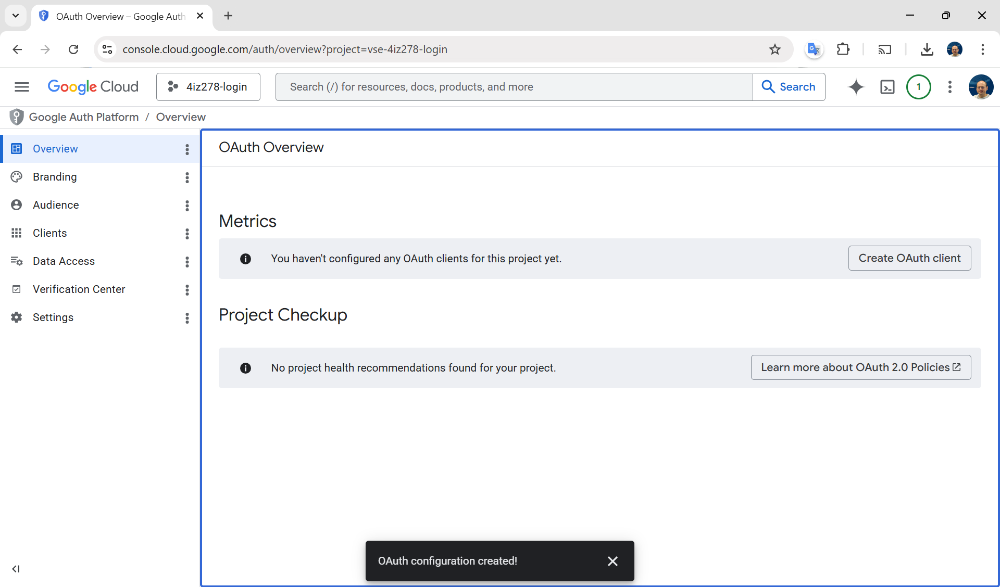 OAuth Overview – Google Auth
console.cloud.google.com/auth/overview?project=vse-4iz278-login
Google Cloud
4iz278-login
Search (/) for resources, docs, products, and more
Search
1
Google Auth Platform / Overview
Overview
Branding
Audience
Clients
Data Access
Verification Center
Settings
OAuth Overview
Metrics
You haven't configured any OAuth clients for this project yet.
Create OAuth client
Project Checkup
No project health recommendations found for your project.
Learn more about OAuth 2.0 Policies
OAuth configuration created!